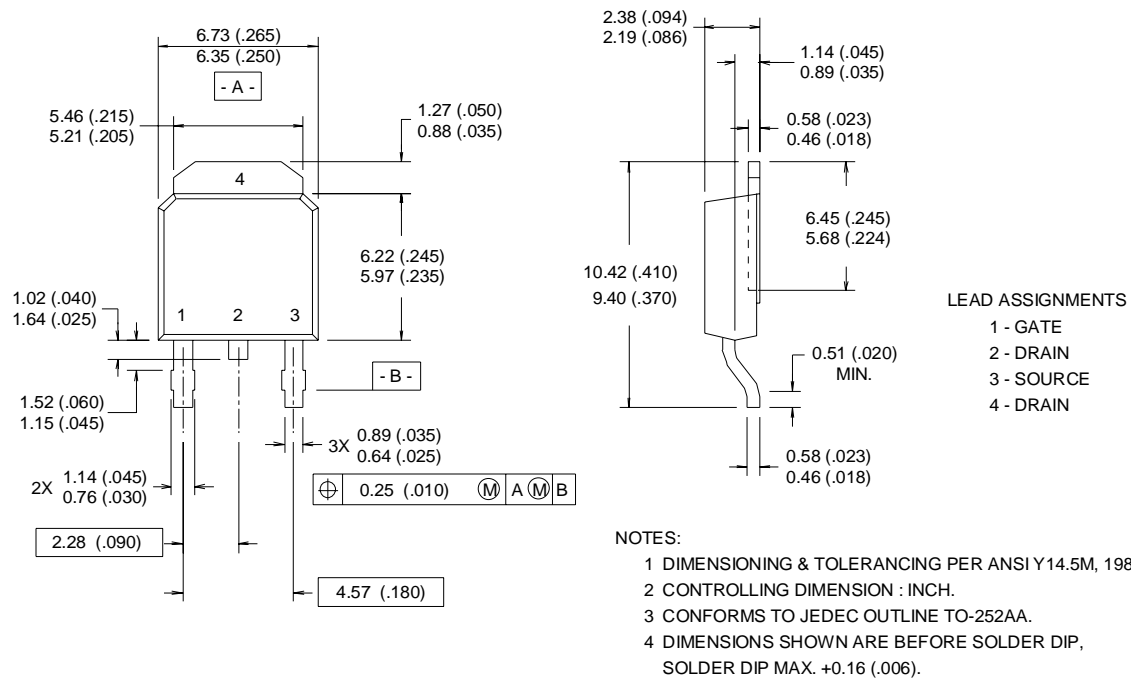 6.73 (.265)
6.35 (.250)
- A -
5.46 (.215)
5.21 (.205)
1.27 (.050)
0.88 (.035)
4
6.22 (.245)
5.97 (.235)
1.02 (.040)
1.64 (.025)
1 2 3
- B -
1.52 (.060)
1.15 (.045)
3X 0.89 (.035)
0.64 (.025)
2X 1.14 (.045)
0.76 (.030)
0.25 (.010) M A M B
2.28 (.090)
4.57 (.180)
2.38 (.094)
2.19 (.086)
1.14 (.045)
0.89 (.035)
0.58 (.023)
0.46 (.018)
6.45 (.245)
5.68 (.224)
10.42 (.410)
9.40 (.370)
0.51 (.020)
MIN.
0.58 (.023)
0.46 (.018)
LEAD ASSIGNMENTS
1 - GATE
2 - DRAIN
3 - SOURCE
4 - DRAIN
NOTES:
1 DIMENSIONING & TOLERANCING PER ANSI Y14.5M, 198
2 CONTROLLING DIMENSION : INCH.
3 CONFORMS TO JEDEC OUTLINE TO-252AA.
4 DIMENSIONS SHOWN ARE BEFORE SOLDER DIP,
SOLDER DIP MAX. +0.16 (.006).